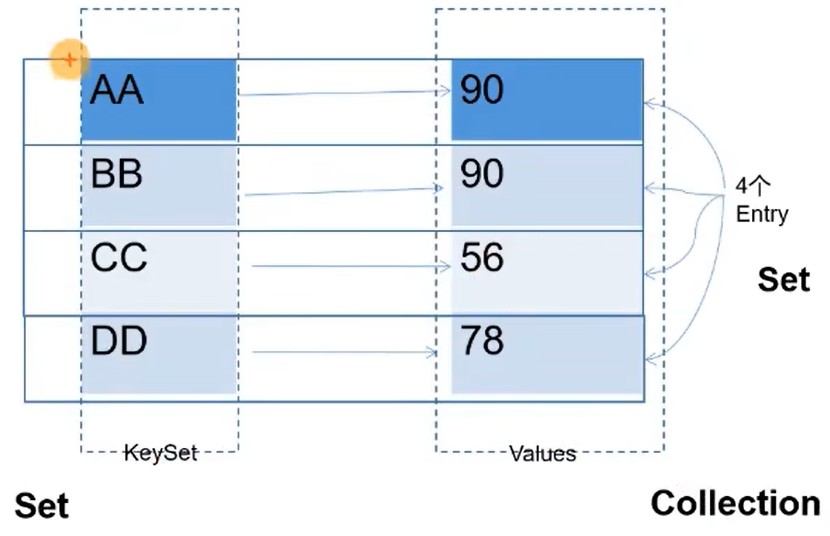 AA 90
BB 90
CC 56
DD 78
4个
Entry
Set
KeySet Values
Set Collection